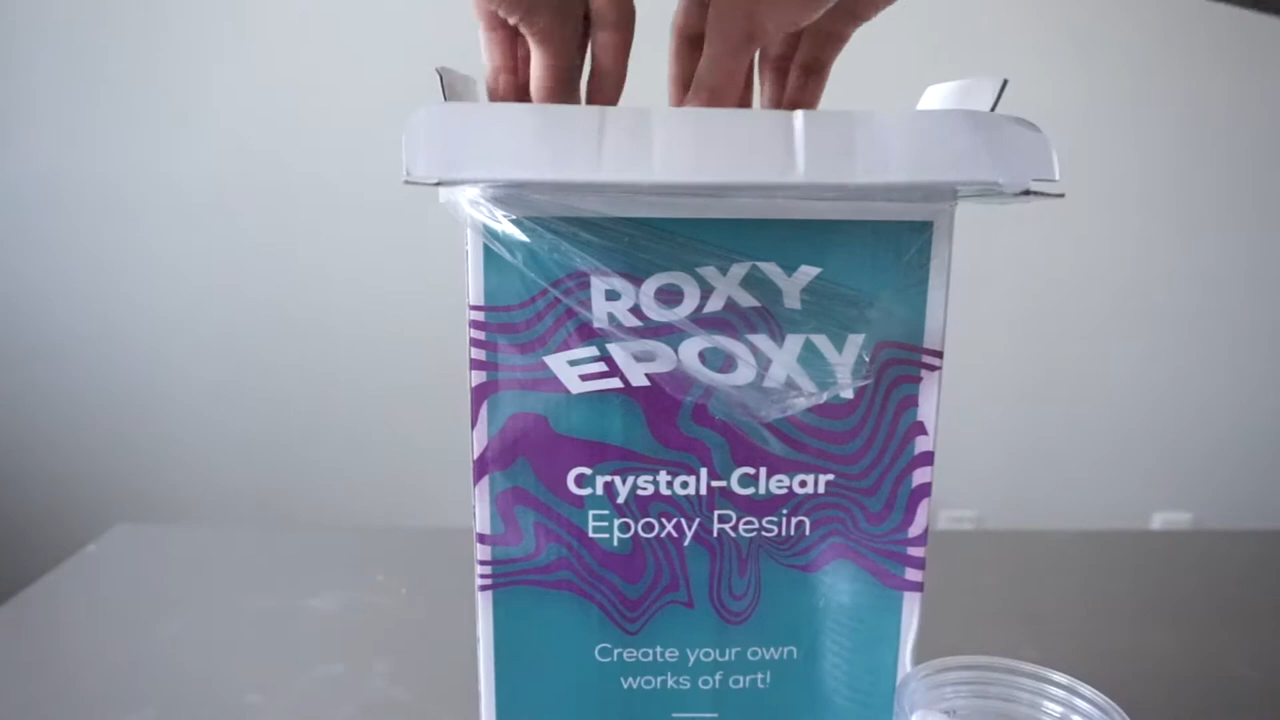 ROXY
EPOXY
Crystal-Clear
Epoxy Resin
Create your own
works of art!